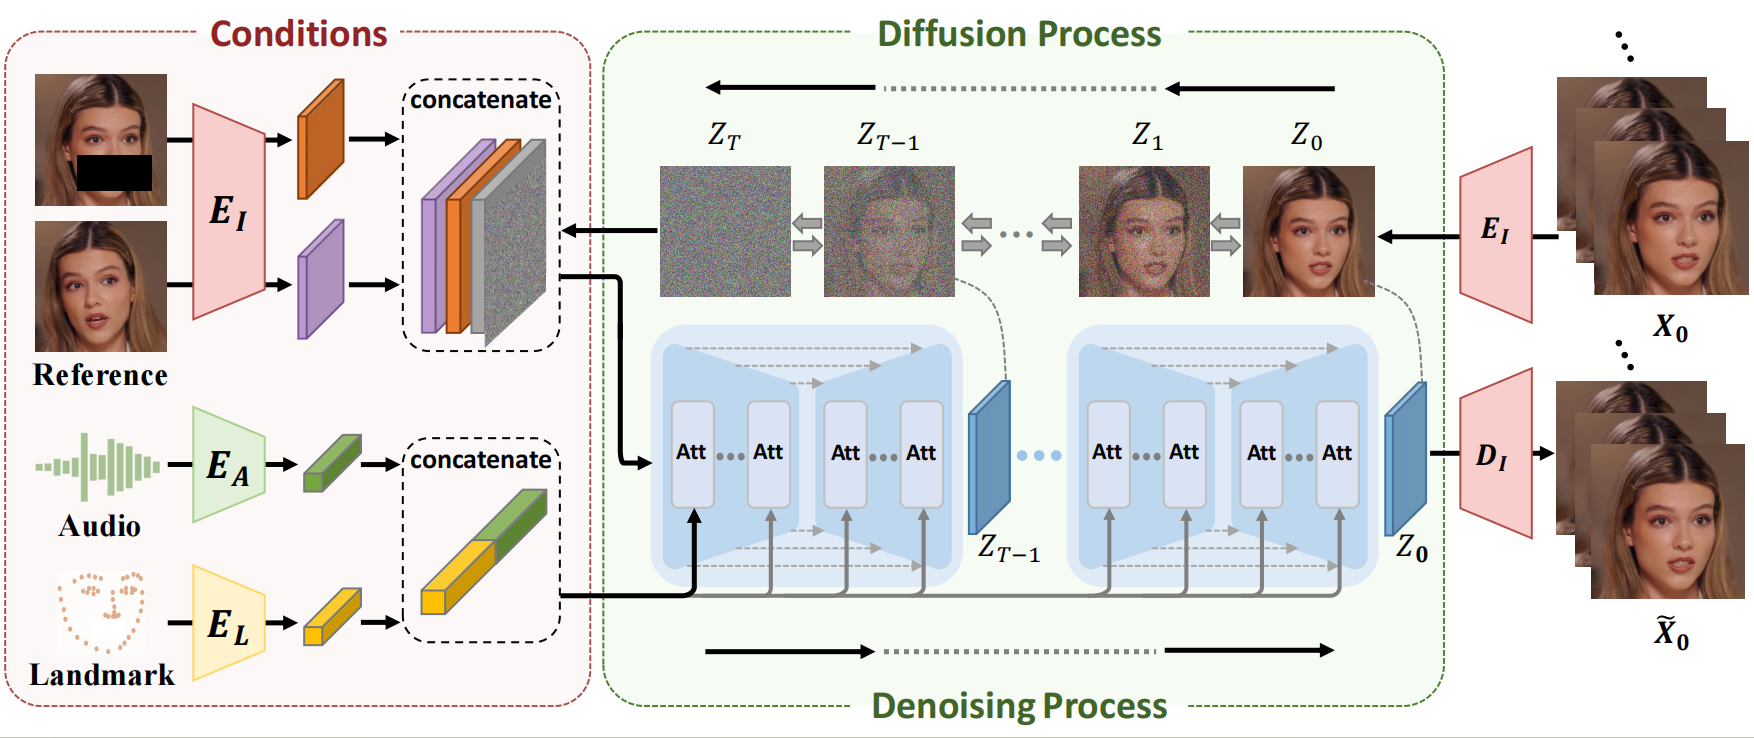 Conditions
concatenate
E_I
Reference
Audio
E_A
concatenate
Landmark
E_L
Diffusion Process
Z_T
Z_{T−1}
Z_1
Z_0
...
Att ... Att
Att ... Att
...
Att ... Att
Att ... Att
Z_{T−1}
Z_0
Denoising Process
E_I
X_0
D_I
X̃_0